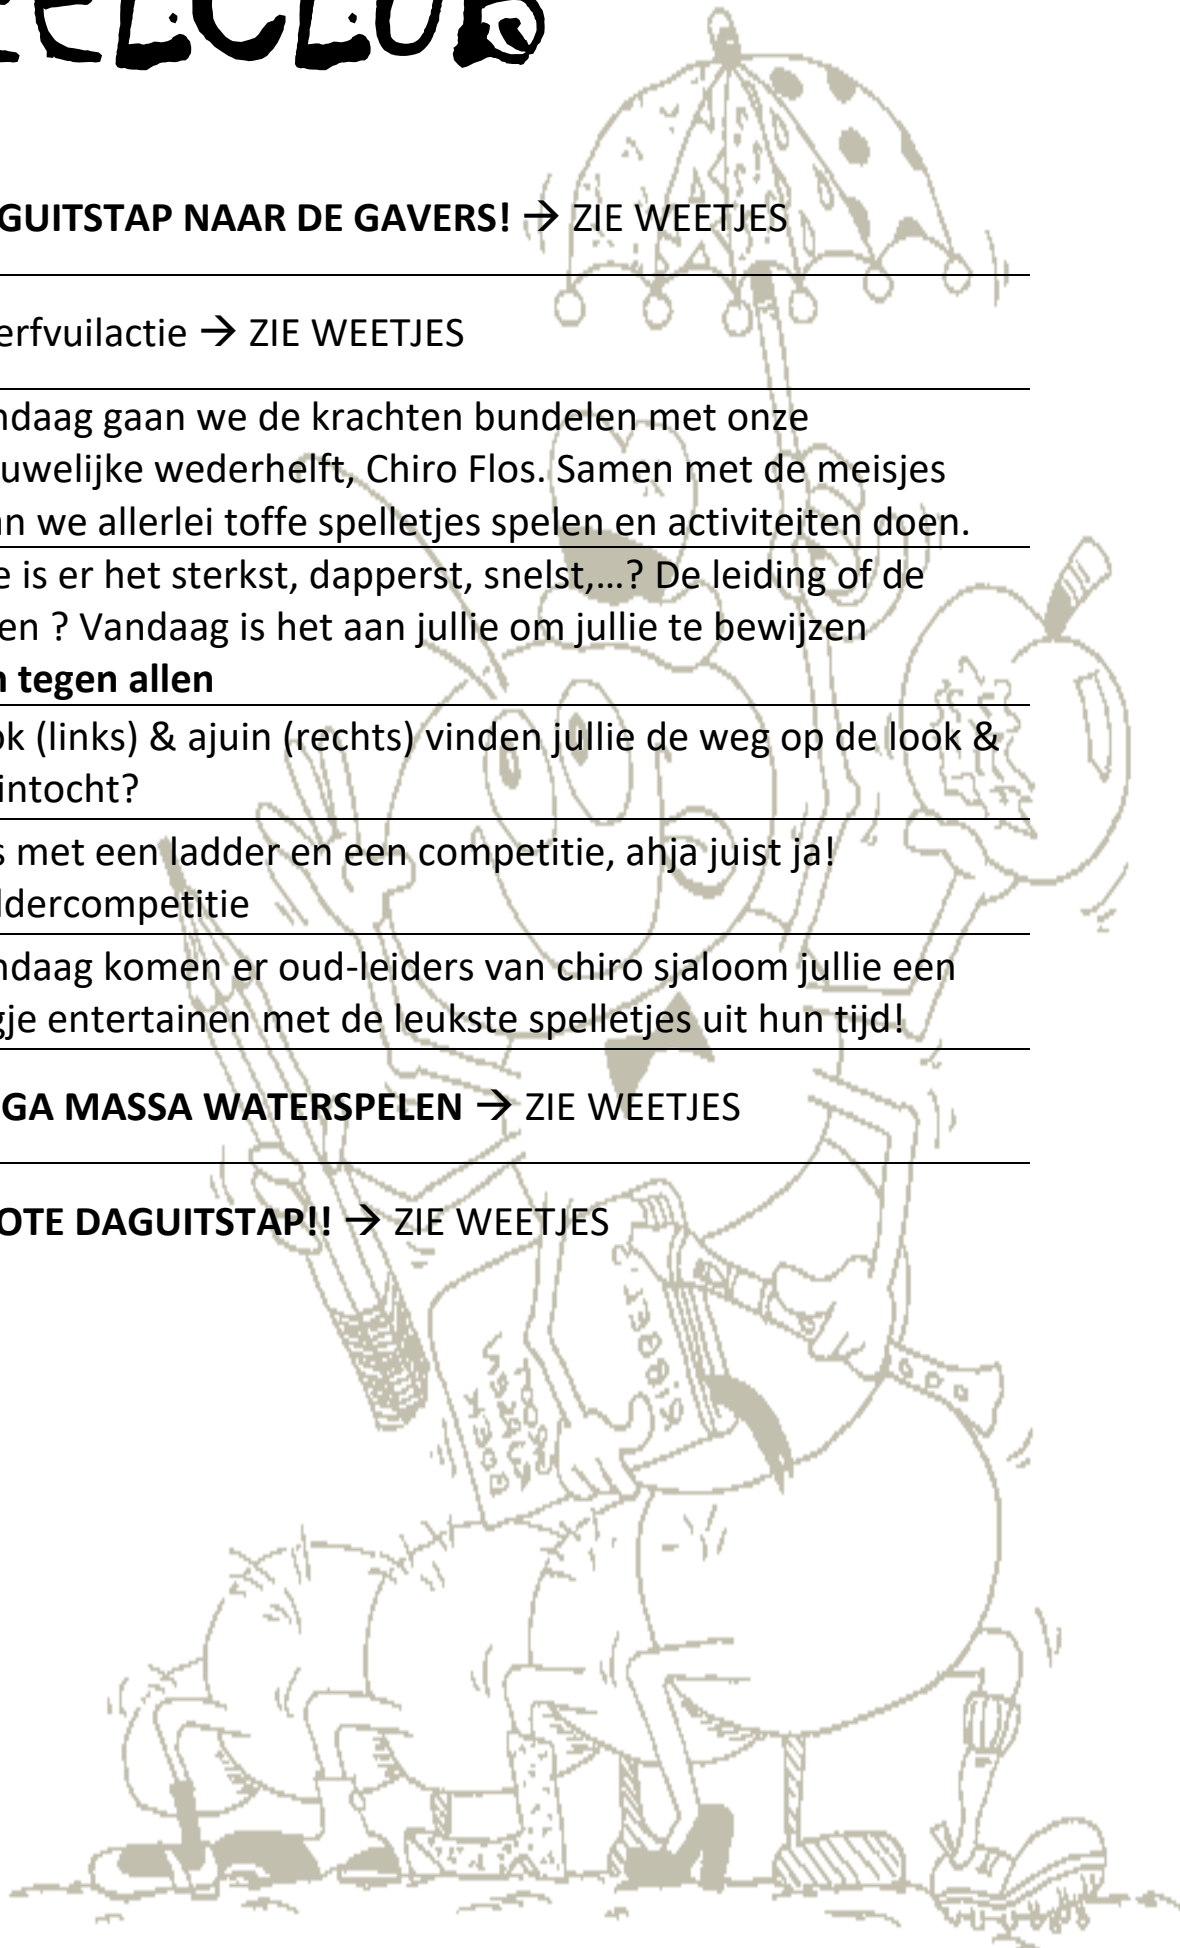 ELCLUB
GUITSTAP NAAR DE GAVERS! → ZIE WEETJES
erfvuilactie → ZIE WEETJES
ndaag gaan we de krachten bundelen met onze
uwelijke wederhelft, Chiro Flos. Samen met de meisjes
an we allerlei toffe spelletjes spelen en activiteiten doen.
e is er het sterkst, dapperst, snelst,...? De leiding of de
en ? Vandaag is het aan jullie om jullie te bewijzen
n tegen allen
ok (links) & ajuin (rechts) vinden jullie de weg op de look &
intocht?
s met een ladder en een competitie, ahja juist ja!
ddercompetitie
ndaag komen er oud-leiders van chiro sjaloom jullie een
gje entertainen met de leukste spelletjes uit hun tijd!
GA MASSA WATERSPELEN → ZIE WEETJES
OTE DAGUITSTAP!! → ZIE WEETJES
RIBBEL
BOEK